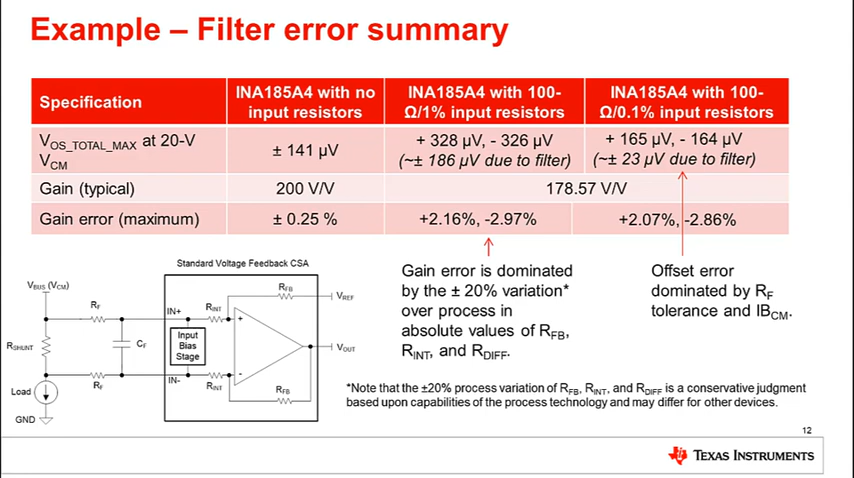 Example – Filter error summary
Specification
INA185A4 with no
input resistors
INA185A4 with 100-
Ω/1% input resistors
INA185A4 with 100-
Ω/0.1% input resistors
VOS_TOTAL_MAX at 20-V
VCM
± 141 µV
+ 328 µV, - 326 µV
(~± 186 µV due to filter)
+ 165 µV, - 164 µV
(~± 23 µV due to filter)
Gain (typical)
200 V/V
178.57 V/V
Gain error (maximum)
± 0.25 %
+2.16%, -2.97%
+2.07%, -2.86%
Standard Voltage Feedback CSA
VBUS (VCM)
RF
IN+
RINT
RFB
VREF
+
RSHUNT
CF
Input
Bias
Stage
VOUT
-
Load
RF
IN-
RINT
RFB
GND
Gain error is dominated
by the ± 20% variation*
over process in
absolute values of RFB,
RINT, and RDIFF.
Offset error
dominated by RF
tolerance and IBCM.
*Note that the ±20% process variation of RFB, RINT, and RDIFF is a conservative judgment
based upon capabilities of the process technology and may differ for other devices.
12
TEXAS INSTRUMENTS